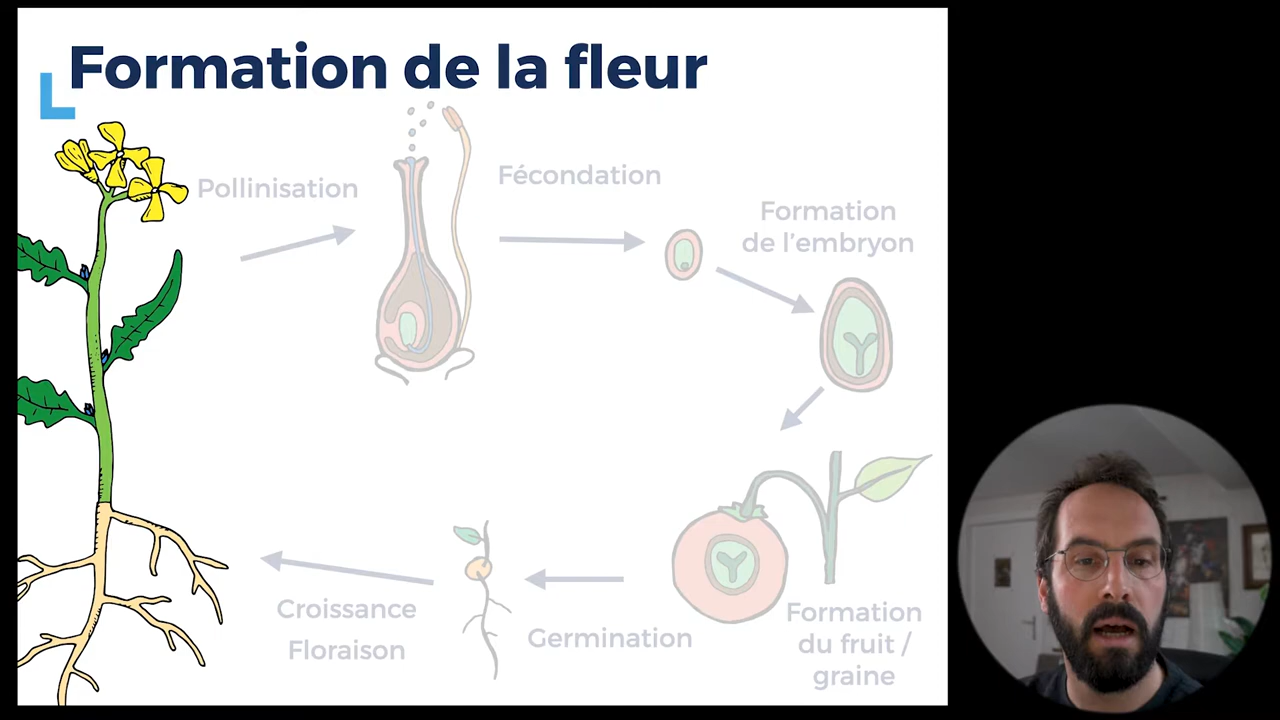 Formation de la fleur
Pollinisation
Fécondation
Formation
de l'embryon
Formation
du fruit /
graine
Germination
Croissance
Floraison